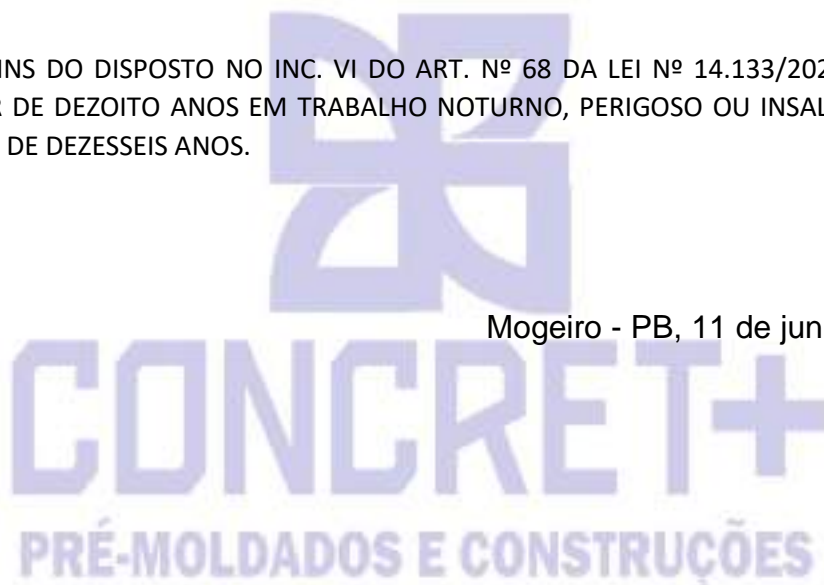 INS DO DISPOSTO NO INC. VI DO ART. Nº 68 DA LEI Nº 14.133/202
R DE DEZOITO ANOS EM TRABALHO NOTURNO, PERIGOSO OU INSAL
DE DEZESSEIS ANOS.
Mogeiro - PB, 11 de jun
CONCRET+
PRÉ-MOLDADOS E CONSTRUÇÕES